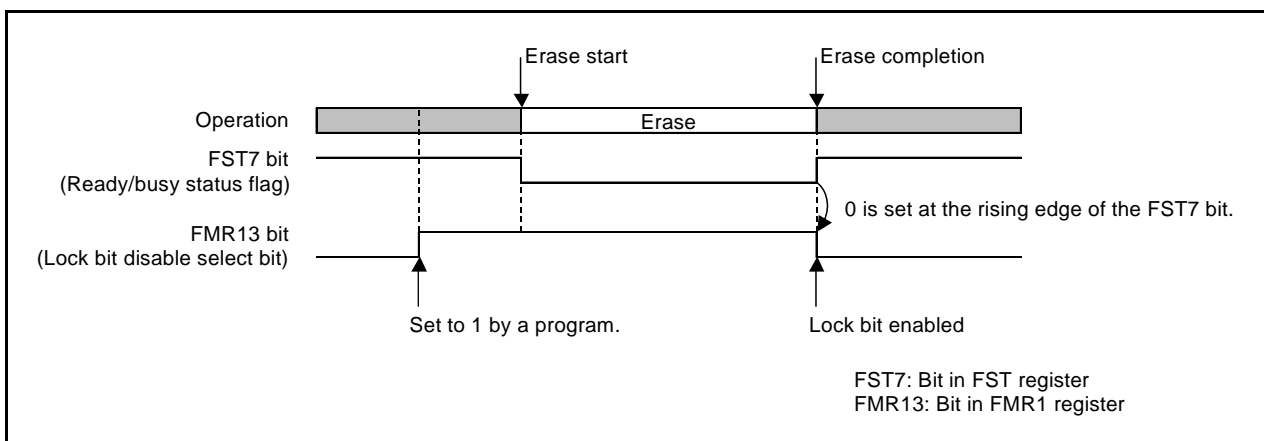 Erase start
Erase completion
Operation
Erase
FST7 bit
(Ready/busy status flag)
0 is set at the rising edge of the FST7 bit.
FMR13 bit
(Lock bit disable select bit)
Set to 1 by a program.
Lock bit enabled
FST7: Bit in FST register
FMR13: Bit in FMR1 register